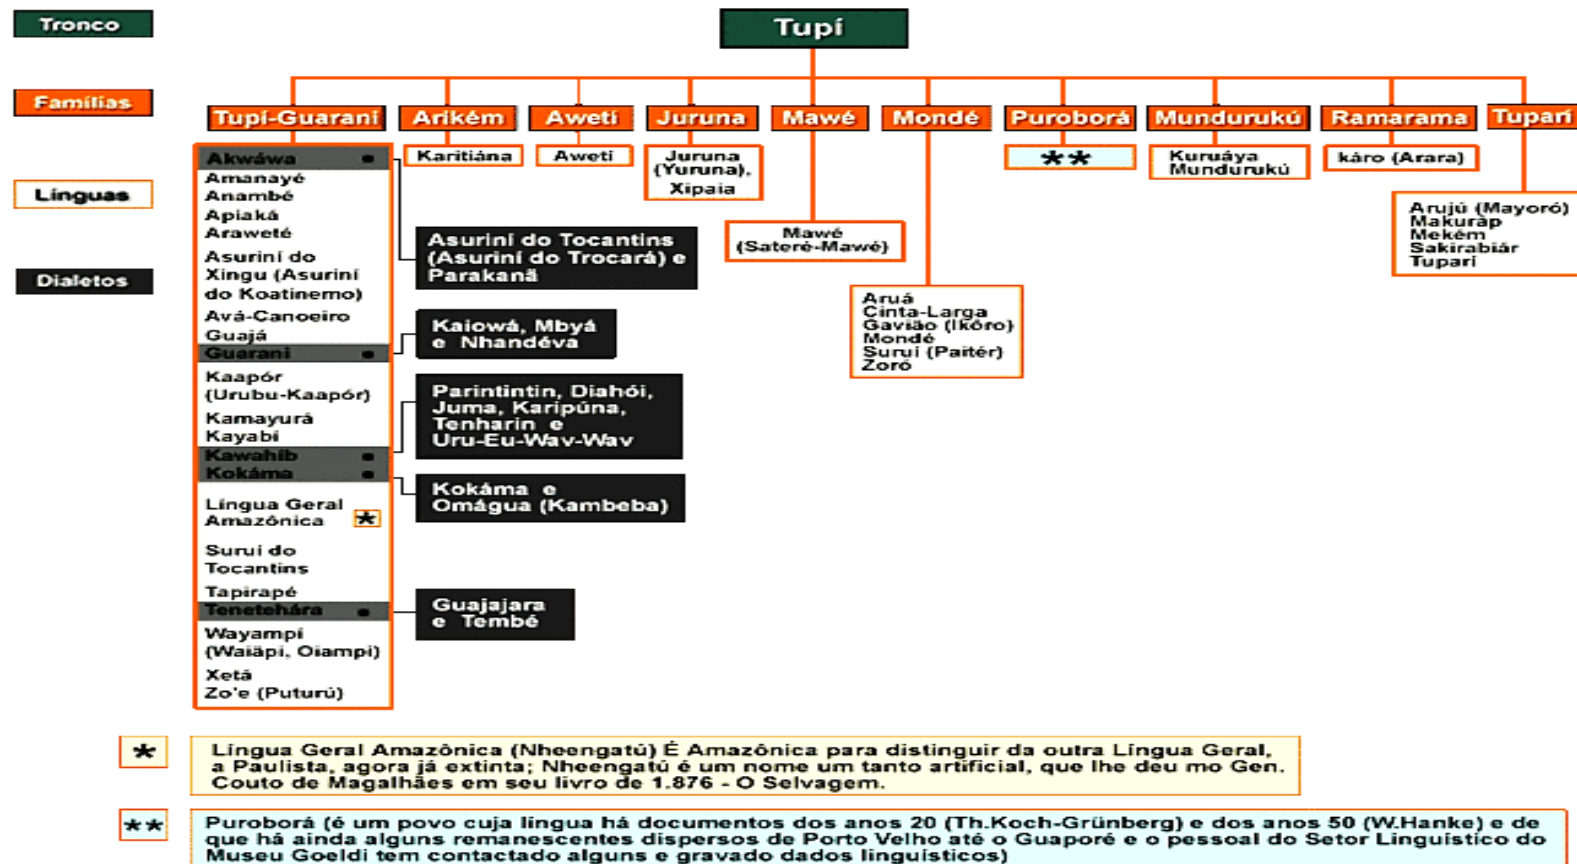 Tronco
Tupí
Famílias
Tupí-Guarani
Arikém
Awetí
Juruna
Mawé
Mondé
Puroborá
Mundurukú
Ramarama
Tuparí
Línguas
Dialetos
Akwáwa
Amanayé
Anambé
Apiaká
Araweté
Asuriní do
Xingu (Asuriní
do Koatinemo)
Avá-Canoeiro
Guajá
Guarani
Kaapór
(Urubu-Kaapór)
Kamayurá
Kayabí
Kawahíb
Kokáma
Língua Geral
Amazônica *
Suruí do
Tocantins
Tapirapé
Tenetehára
Wayampí
(Waiãpi, Oiampi)
Xetá
Zo'e (Puturú)
Asuriní do Tocantins
(Asuriní do Trocará) e
Parakanã
Kaiowá, Mbyá
e Nhandéva
Parintintin, Diahói,
Juma, Karipúna,
Tenharin e
Uru-Eu-Wav-Wav
Kokáma e
Omágua (Kambeba)
Guajajara
e Tembé
Karitiána
Awetí
Juruna
(Yuruna),
Xipaia
Mawé
(Sateré-Mawé)
Aruá
Cinta-Larga
Gavião (Ikõro)
Mondé
Suruí (Paitér)
Zoró
**
Kuruáya
Mundurukú
káro (Arara)
Arujú (Mayoró)
Makuráp
Mekém
Sakirabiár
Tupari
* Língua Geral Amazônica (Nheengatú) É Amazônica para distinguir da outra Língua Geral,
a Paulista, agora já extinta; Nheengatú é um nome um tanto artificial, que lhe deu mo Gen.
Couto de Magalhães em seu livro de 1.876 - O Selvagem.
** Puroborá (é um povo cuja língua há documentos dos anos 20 (Th.Koch-Grünberg) e dos anos 50 (W.Hanke) e de
que há ainda alguns remanescentes dispersos de Porto Velho até o Guaporé e o pessoal do Setor Linguístico do
Museu Goeldi tem contactado alguns e gravado dados linguísticos)